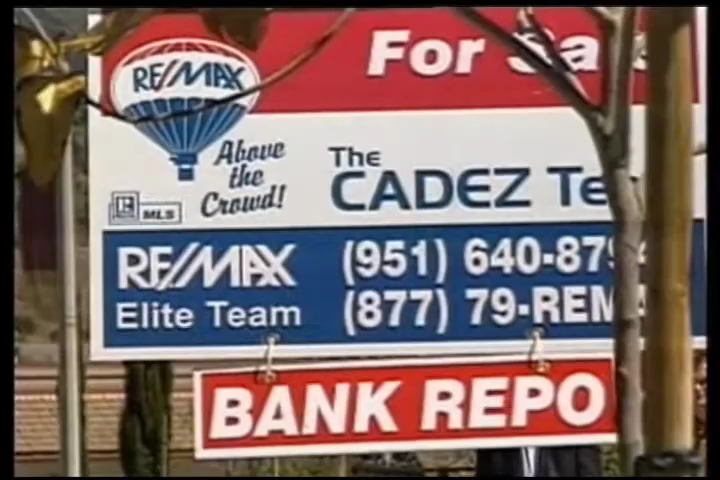 For Sa
RE/MAX
Above
the
Crowd!
The
CADEZ Te
R
MLS
RE/MAX (951) 640-87
Elite Team (877) 79-REM
BANK REPO